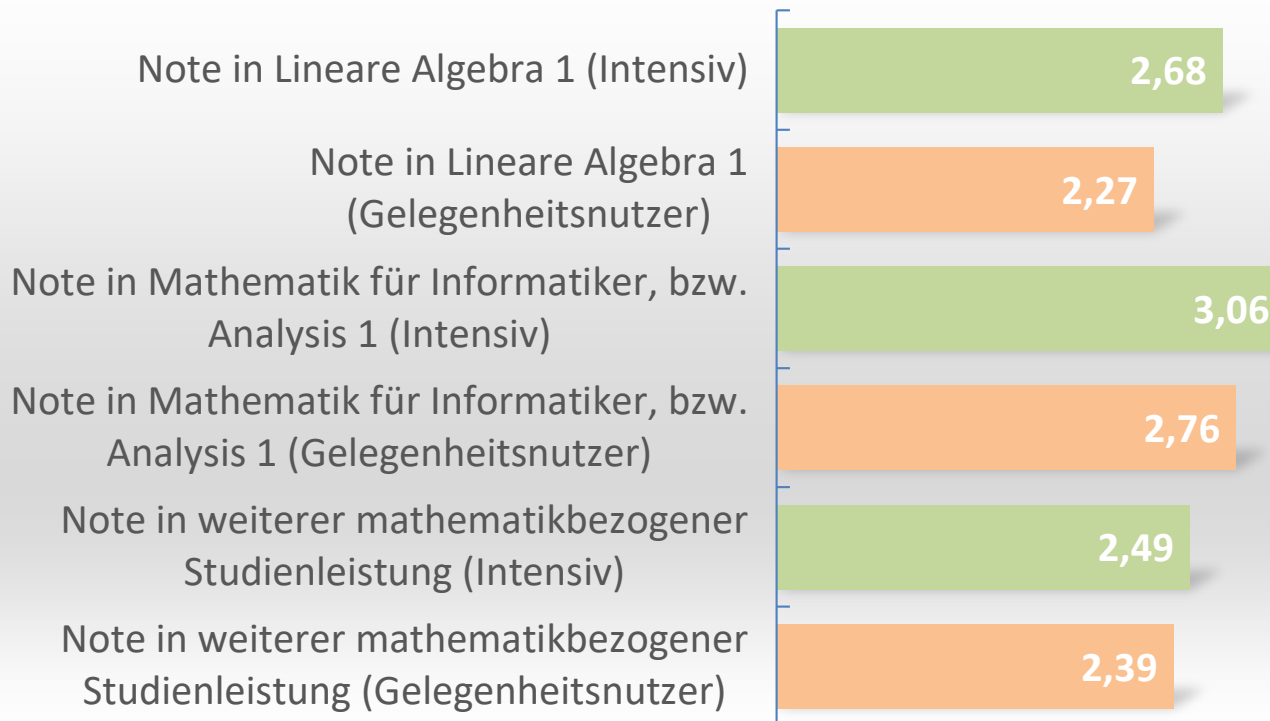 Note in Lineare Algebra 1 (Intensiv)
2,68
Note in Lineare Algebra 1
(Gelegenheitsnutzer)
2,27
Note in Mathematik für Informatiker, bzw.
Analysis 1 (Intensiv)
3,06
Note in Mathematik für Informatiker, bzw.
Analysis 1 (Gelegenheitsnutzer)
2,76
Note in weiterer mathematikbezogener
Studienleistung (Intensiv)
2,49
Note in weiterer mathematikbezogener
Studienleistung (Gelegenheitsnutzer)
2,39